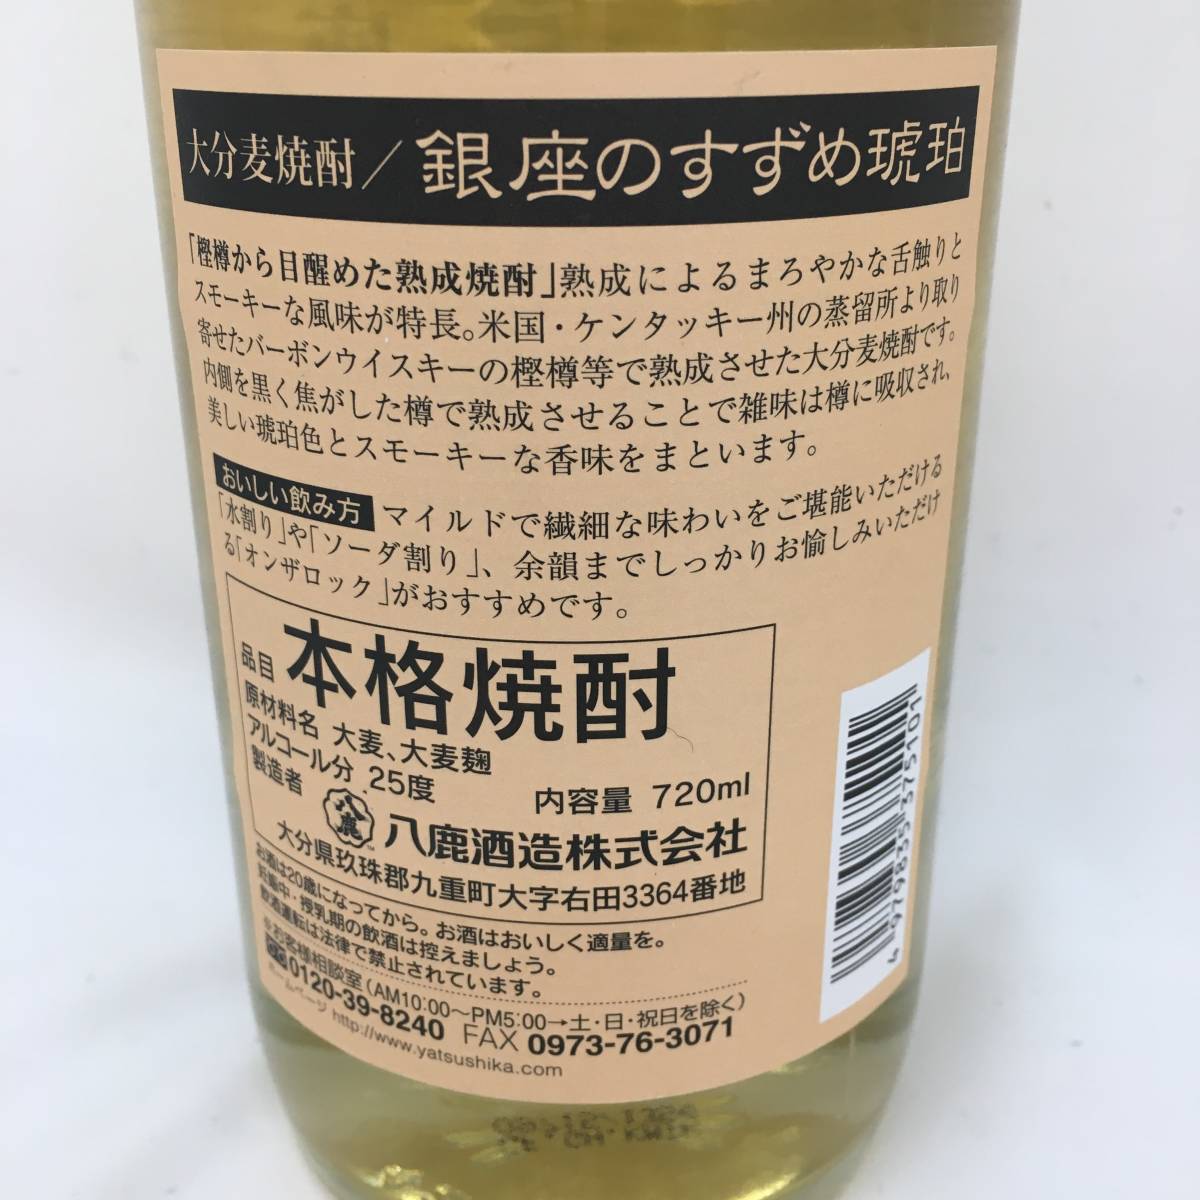 大分麦焼酎／銀座のすずめ琥珀
「樫樽から目醒めた熟成焼酎」熟成によるまろやかな舌触りと
スモーキーな風味が特長。米国・ケンタッキー州の蒸留所より取り
寄せたバーボンウイスキーの樫樽等で熟成させた大分麦焼酎です。
内側を黒く焦がした樽で熟成させることで雑味は樽に吸収され、
美しい琥珀色とスモーキーな香味をまといます。
おいしい飲み方 マイルドで繊細な味わいをご堪能いただける
「水割り」や「ソーダ割り」、余韻までしっかりお愉しみいただけ
る「オンザロック」がおすすめです。
品目 本格焼酎
原材料名 大麦、大麦麹
アルコール分 25度 内容量 720ml
製造者 八鹿 八鹿酒造株式会社
大分県玖珠郡九重町大字右田3364番地
お酒は20歳になってから。お酒はおいしく適量を。
妊娠中・授乳期の飲酒は控えましょう。
飲酒運転は法律で禁止されています。
※お客様相談室(AM10:00〜PM5:00→土・日・祝日を除く)
0120-39-8240 FAX 0973-76-3071
ホームページ http://www.yatsushika.com
4 979835 375101